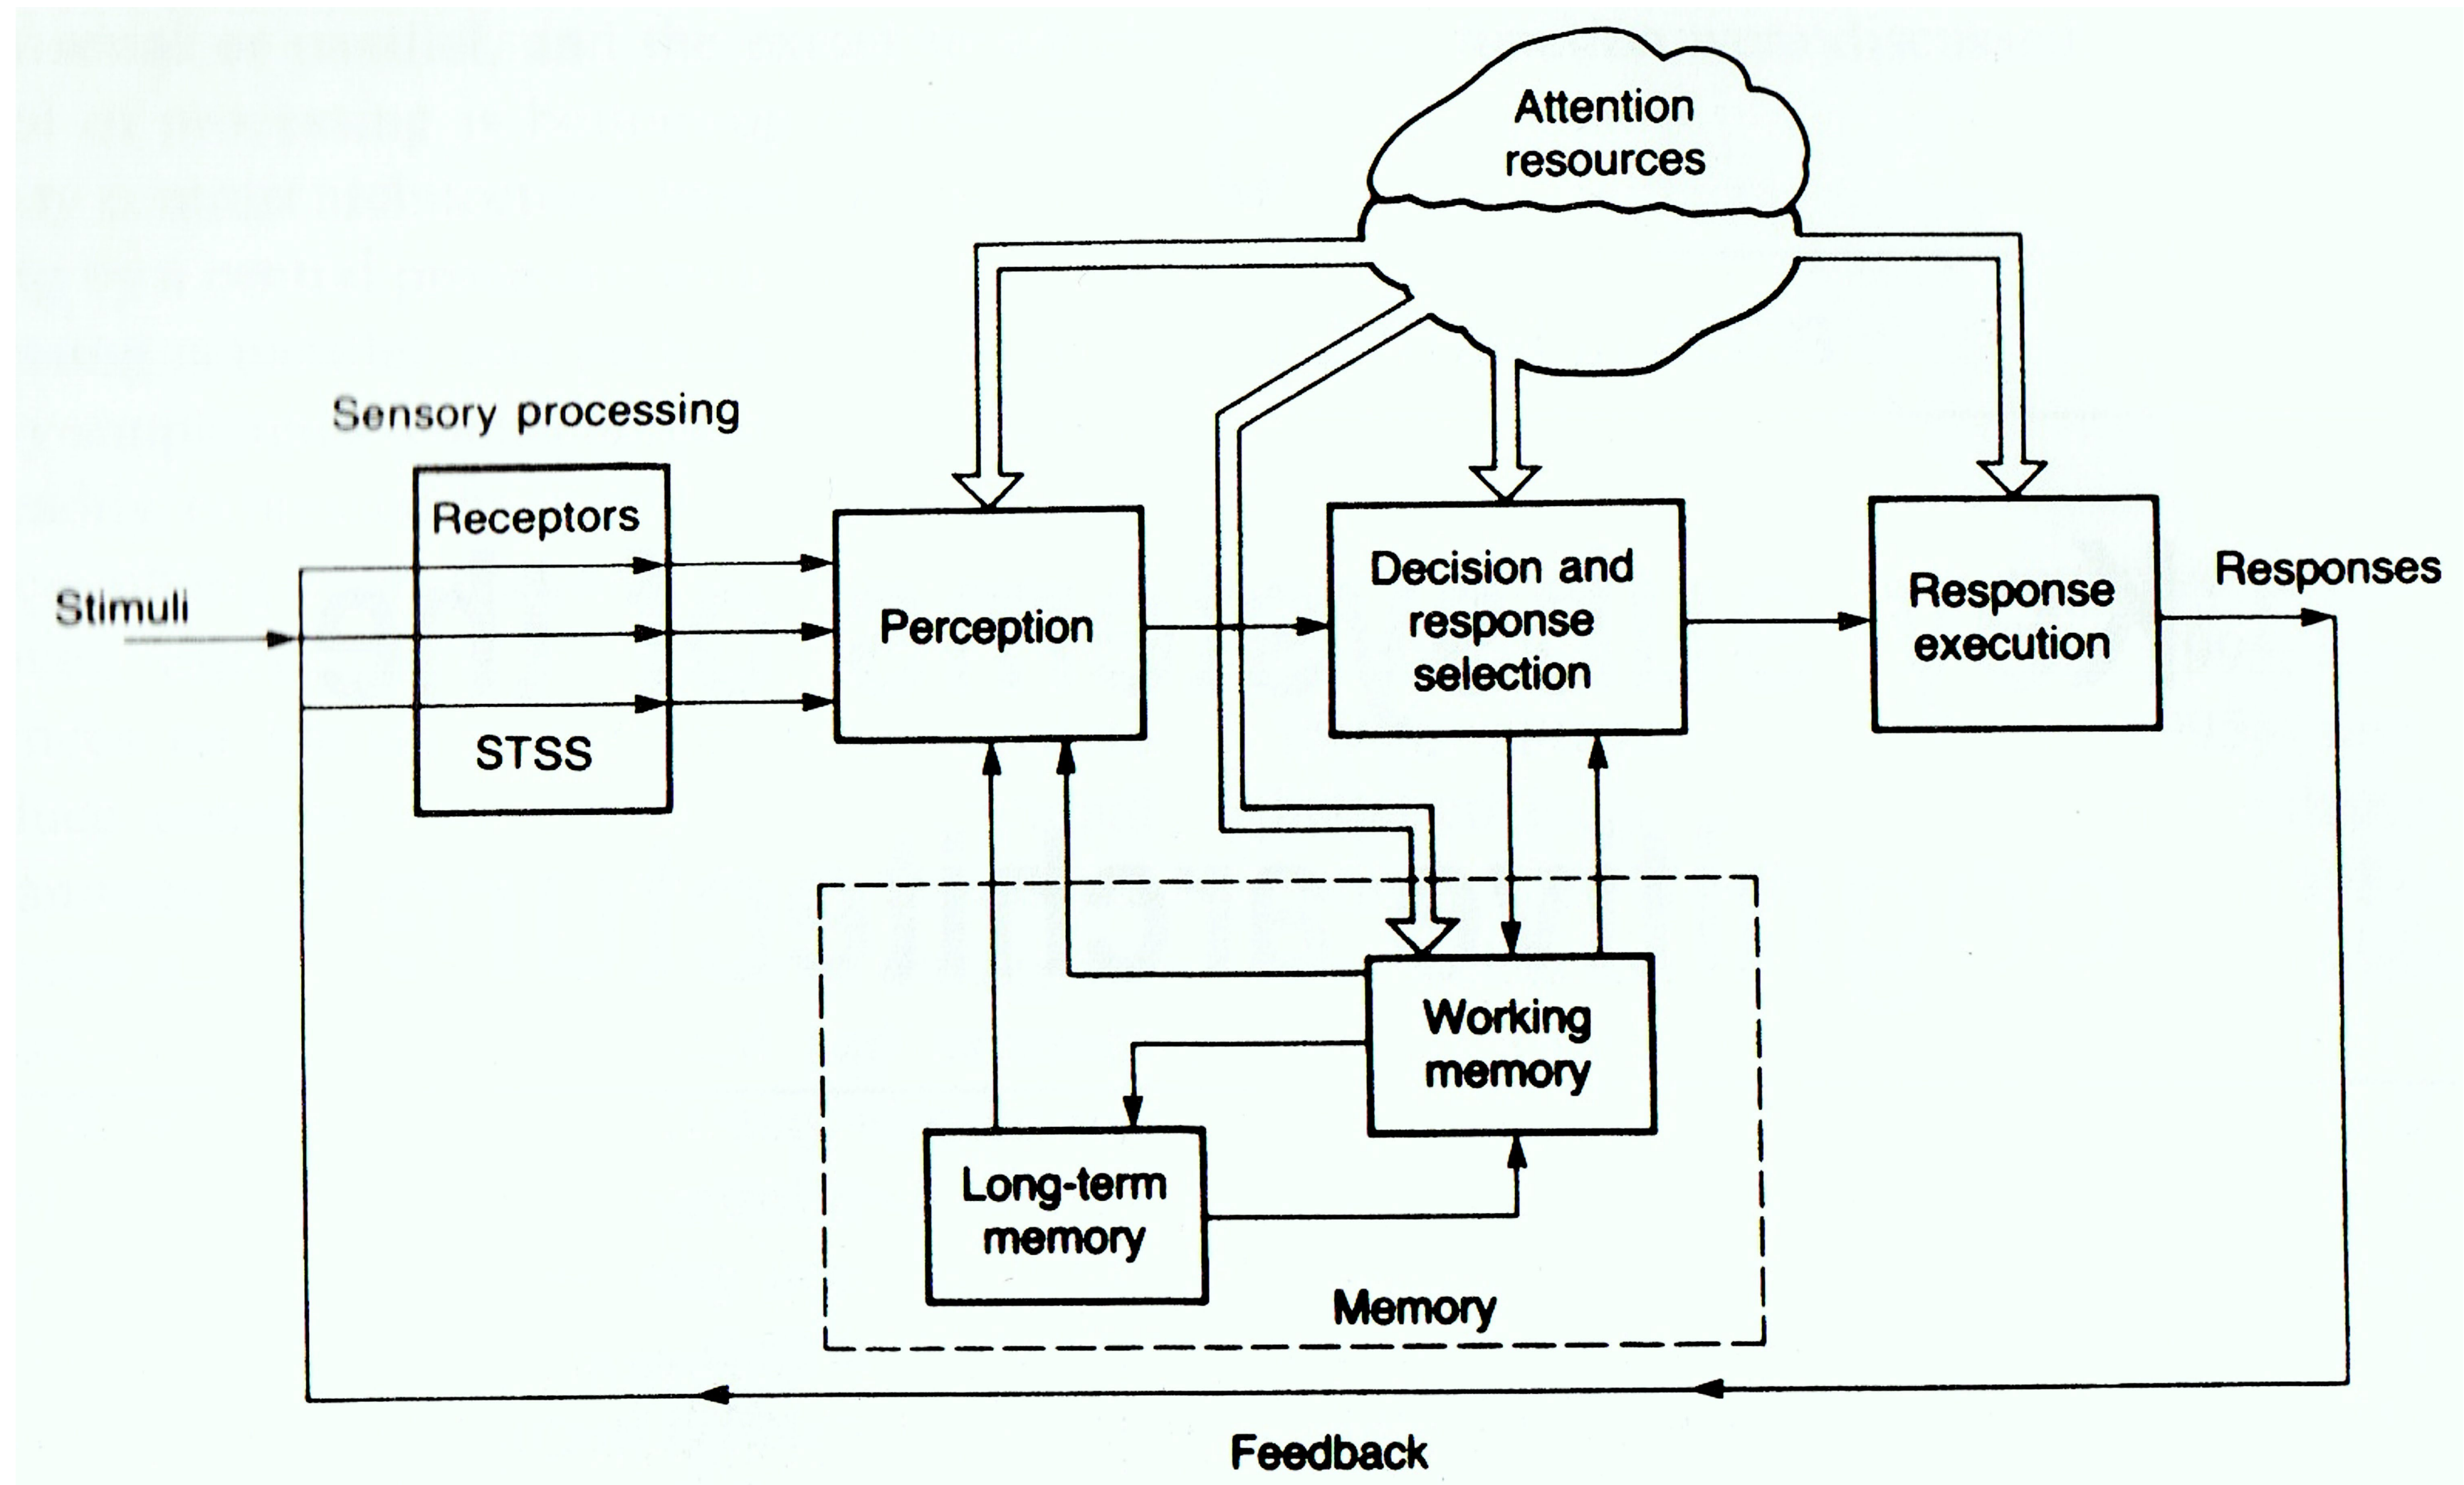 Attention
resources
Sensory processing
Receptors
STSS
Stimuli
Perception
Decision and
response
selection
Response
execution
Responses
Working
memory
Long-term
memory
Memory
Feedback